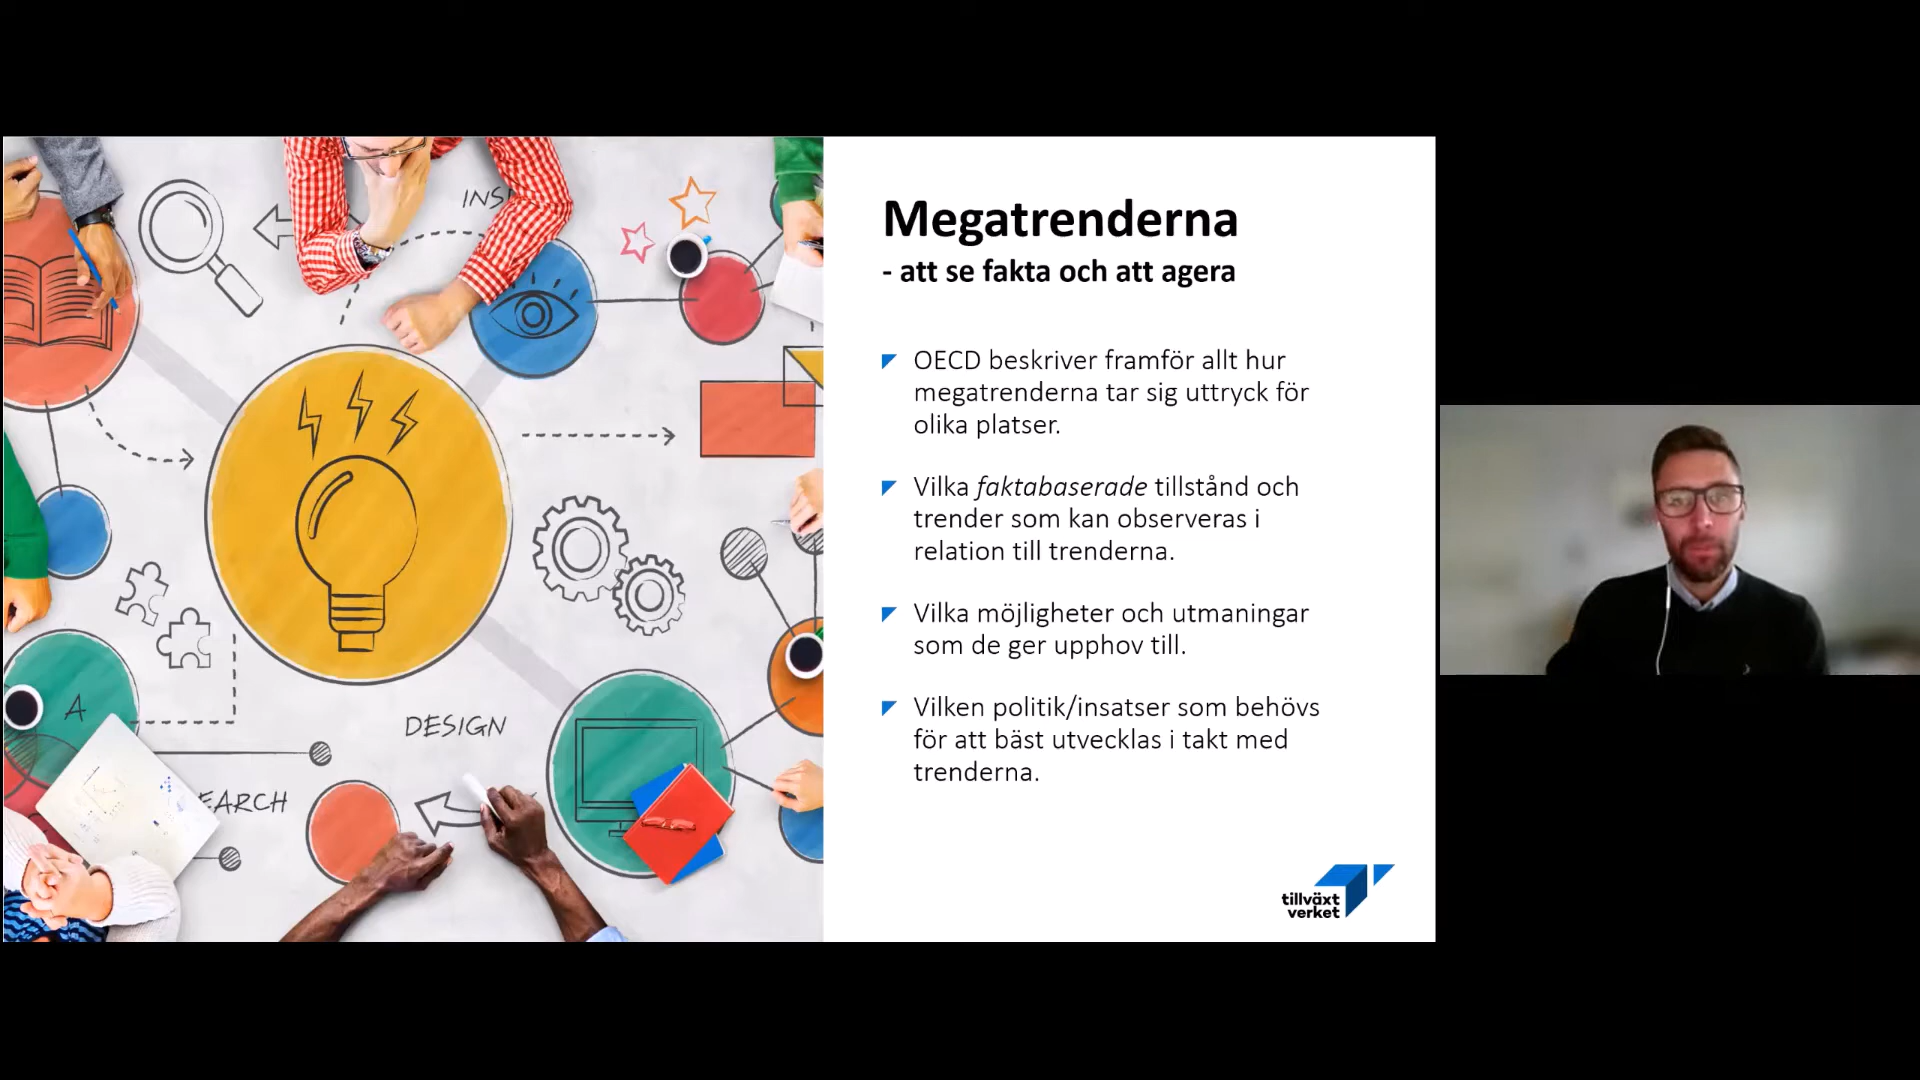 INS
DESIGN
A
EARCH
Megatrenderna
- att se fakta och att agera
OECD beskriver framför allt hur
megatrenderna tar sig uttryck för
olika platser.
Vilka faktabaserade tillstånd och
trender som kan observeras i
relation till trenderna.
Vilka möjligheter och utmaningar
som de ger upphov till.
Vilken politik/insatser som behövs
för att bäst utvecklas i takt med
trenderna.
tillväxt
verket